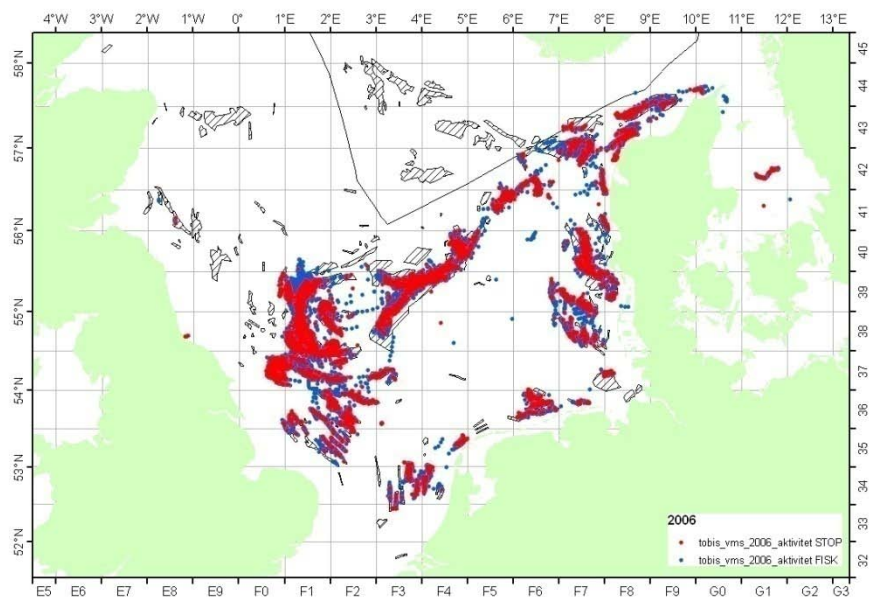 4°W 3°W 2°W 1°W 0° 1°E 2°E 3°E 4°E 5°E 6°E 7°E 8°E 9°E 10°E 11°E 12°E 13°E
58°N
57°N
56°N
55°N
54°N
53°N
52°N
45
44
43
42
41
40
39
38
37
36
35
34
33
32
2006
tobis_vms_2006_aktivitet STOP
tobis_vms_2006_aktivitet FISK
E5 E6 E7 E8 E9 F0 F1 F2 F3 F4 F5 F6 F7 F8 F9 G0 G1 G2 G3